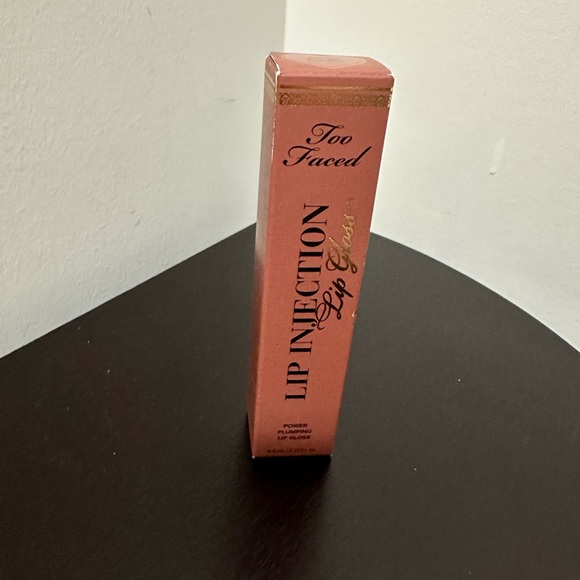 Too
Faced
LIP INJECTION
Lip Gloss
POWER
PLUMPING
LIP GLOSS